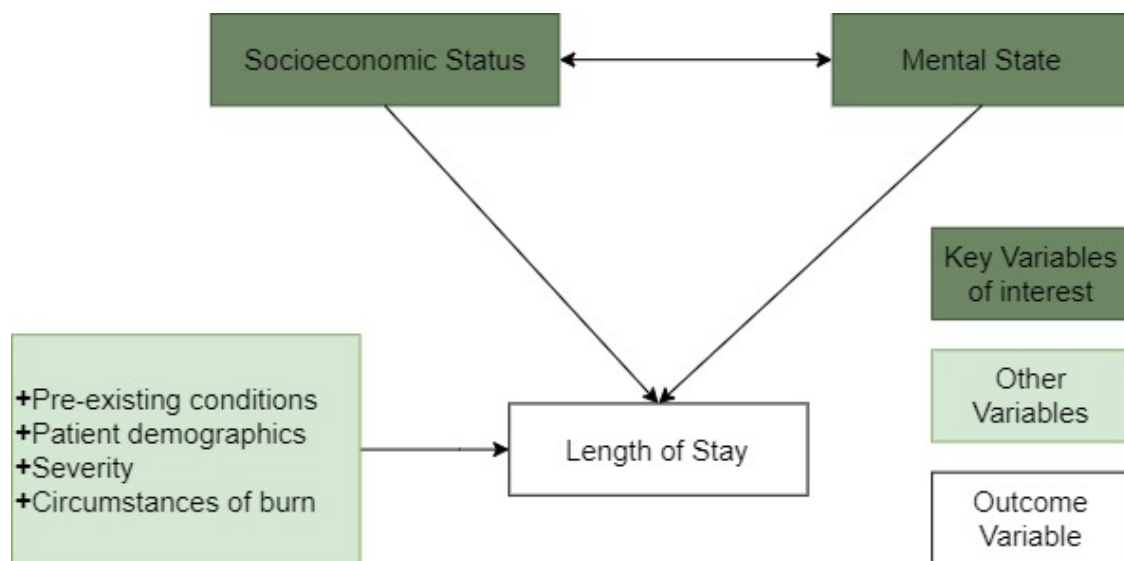 Socioeconomic Status
Mental State
Key Variables
of interest
+Pre-existing conditions
+Patient demographics
+Severity
+Circumstances of burn
Length of Stay
Other
Variables
Outcome
Variable